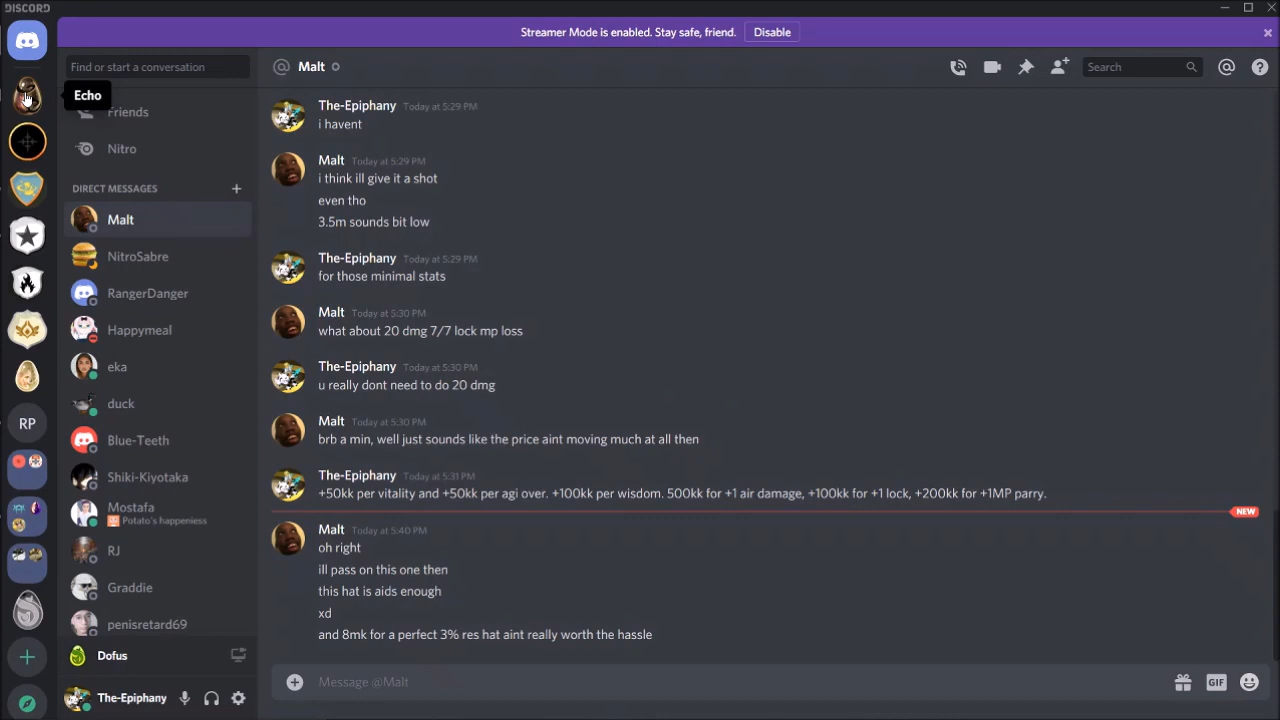 DISCORD
Streamer Mode is enabled. Stay safe, friend.
Disable
Find or start a conversation
Echo
Friends
Nitro
DIRECT MESSAGES
Malt
NitroSabre
RangerDanger
Happymeal
eka
duck
Blue-Teeth
Shiki-Kiyotaka
Mostafa
Potato's happeniess
RJ
Graddie
penisretard69
RP
Dofus
The-Epiphany
Malt
Search
The-Epiphany Today at 5:29 PM
i havent
Malt Today at 5:29 PM
i think ill give it a shot
even tho
3.5m sounds bit low
The-Epiphany Today at 5:29 PM
for those minimal stats
Malt Today at 5:30 PM
what about 20 dmg 7/7 lock mp loss
The-Epiphany Today at 5:30 PM
u really dont need to do 20 dmg
Malt Today at 5:30 PM
brb a min, well just sounds like the price aint moving much at all then
The-Epiphany Today at 5:31 PM
+50kk per vitality and +50kk per agi over. +100kk per wisdom. 500kk for +1 air damage, +100kk for +1 lock, +200kk for +1MP parry.
NEW
Malt Today at 5:40 PM
oh right
ill pass on this one then
this hat is aids enough
xd
and 8mk for a perfect 3% res hat aint really worth the hassle
Message @Malt
GIF